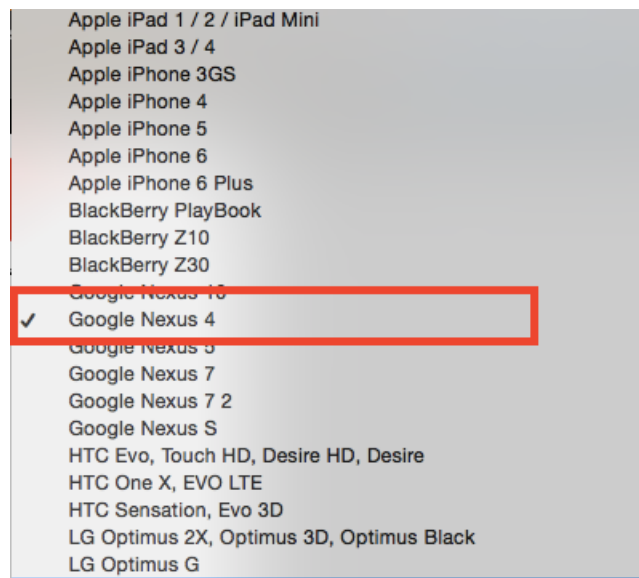 Apple iPad 1 / 2 / iPad Mini
Apple iPad 3 / 4
Apple iPhone 3GS
Apple iPhone 4
Apple iPhone 5
Apple iPhone 6
Apple iPhone 6 Plus
BlackBerry PlayBook
BlackBerry Z10
BlackBerry Z30
Google Nexus 10
✓ Google Nexus 4
Google Nexus 5
Google Nexus 7
Google Nexus 7 2
Google Nexus S
HTC Evo, Touch HD, Desire HD, Desire
HTC One X, EVO LTE
HTC Sensation, Evo 3D
LG Optimus 2X, Optimus 3D, Optimus Black
LG Optimus G